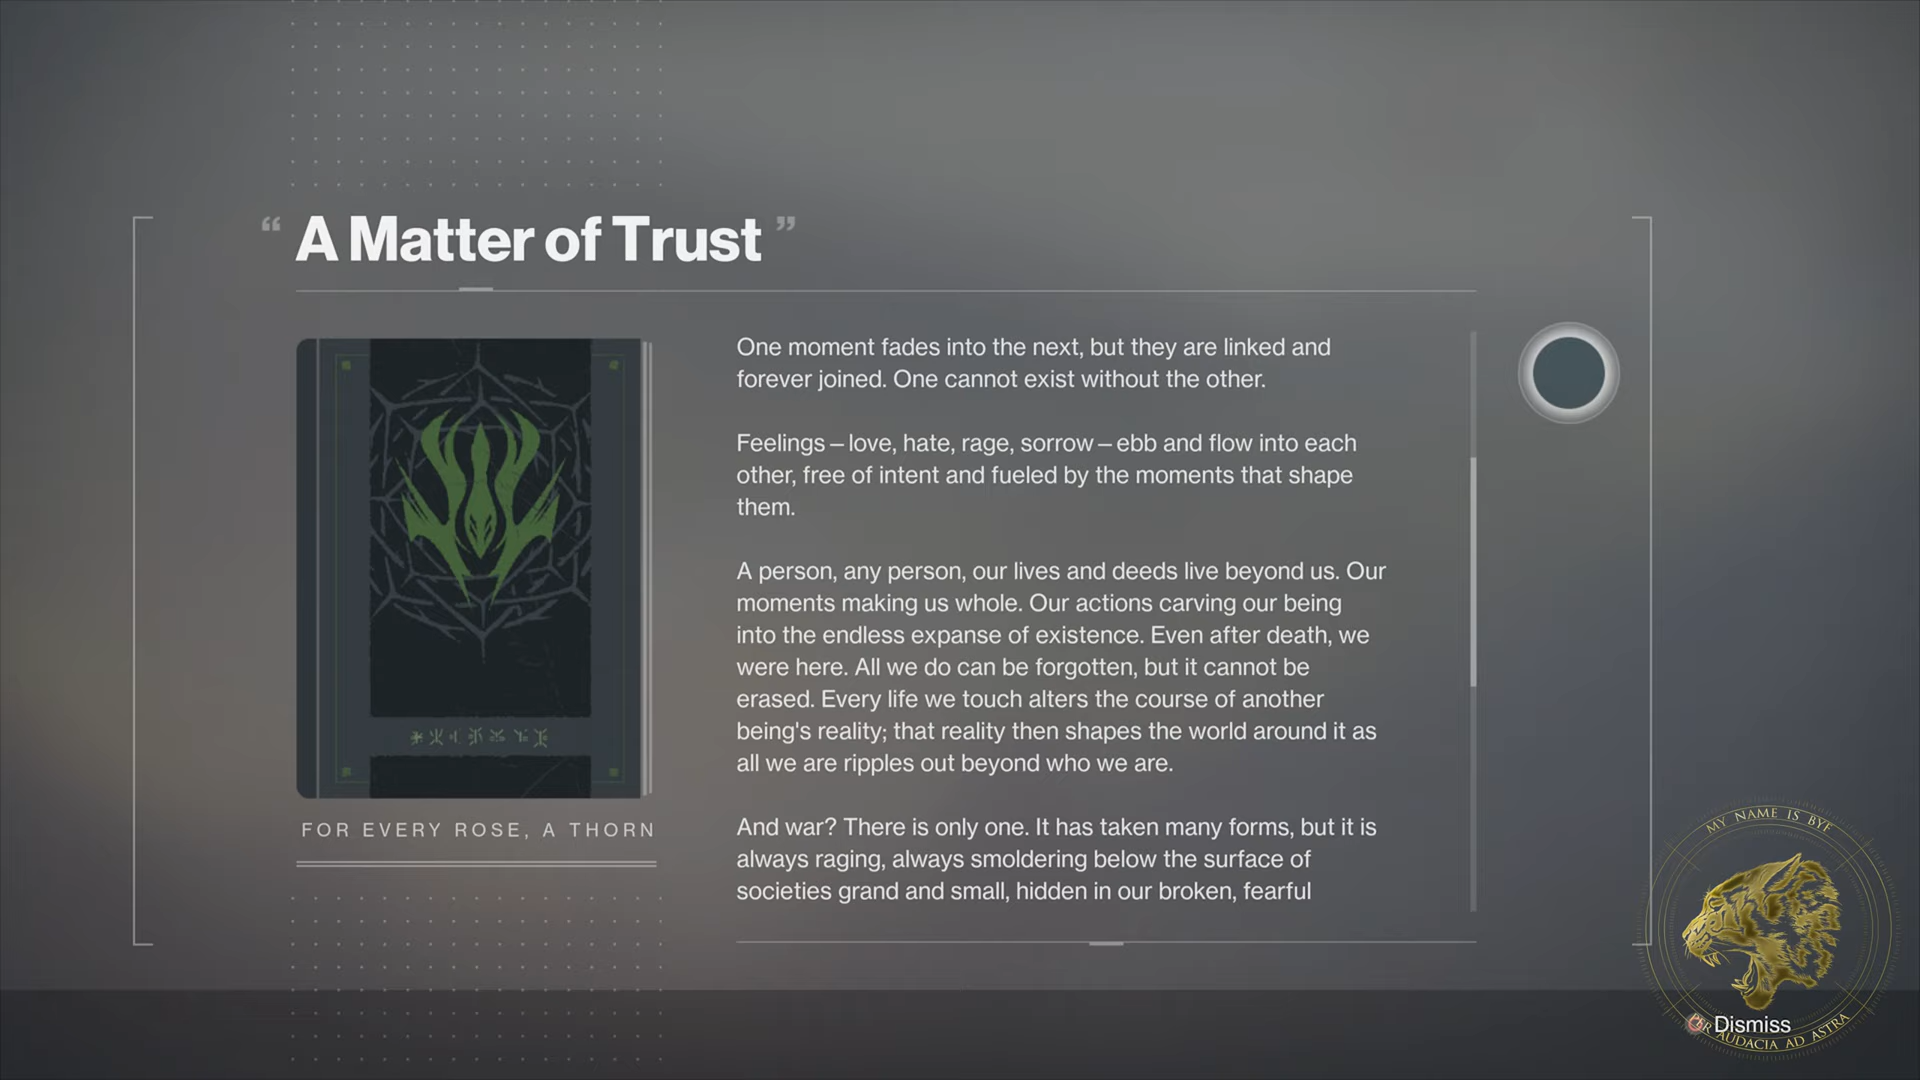 “ A Matter of Trust ”
One moment fades into the next, but they are linked and
forever joined. One cannot exist without the other.
Feelings – love, hate, rage, sorrow – ebb and flow into each
other, free of intent and fueled by the moments that shape
them.
A person, any person, our lives and deeds live beyond us. Our
moments making us whole. Our actions carving our being
into the endless expanse of existence. Even after death, we
were here. All we do can be forgotten, but it cannot be
erased. Every life we touch alters the course of another
being's reality; that reality then shapes the world around it as
all we are ripples out beyond who we are.
And war? There is only one. It has taken many forms, but it is
always raging, always smoldering below the surface of
societies grand and small, hidden in our broken, fearful
FOR EVERY ROSE, A THORN
MY NAME IS BYF
Dismiss
PER AUDACIA AD ASTRA